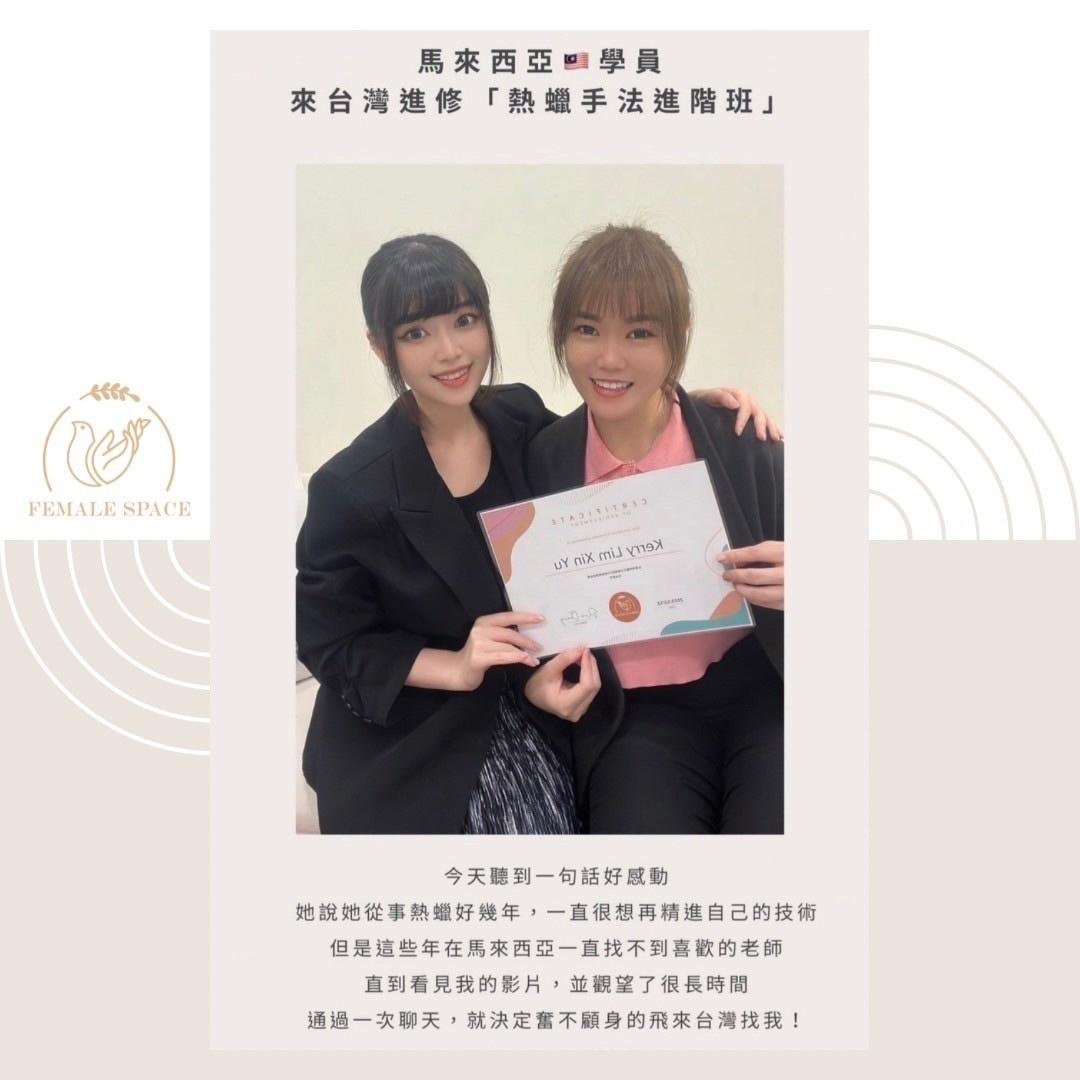 馬來西亞🇲🇾學員
來台灣進修「熱蠟手法進階班」
FEMALE SPACE
CERTIFICATE
OF ACHIEVEMENT
Kerry Lim Xin Yu
今天聽到一句話好感動
她說她從事熱蠟好幾年，一直很想再精進自己的技術
但是這些年在馬來西亞一直找不到喜歡的老師
直到看見我的影片，並觀望了很長時間
通過一次聊天，就決定奮不顧身的飛來台灣找我！